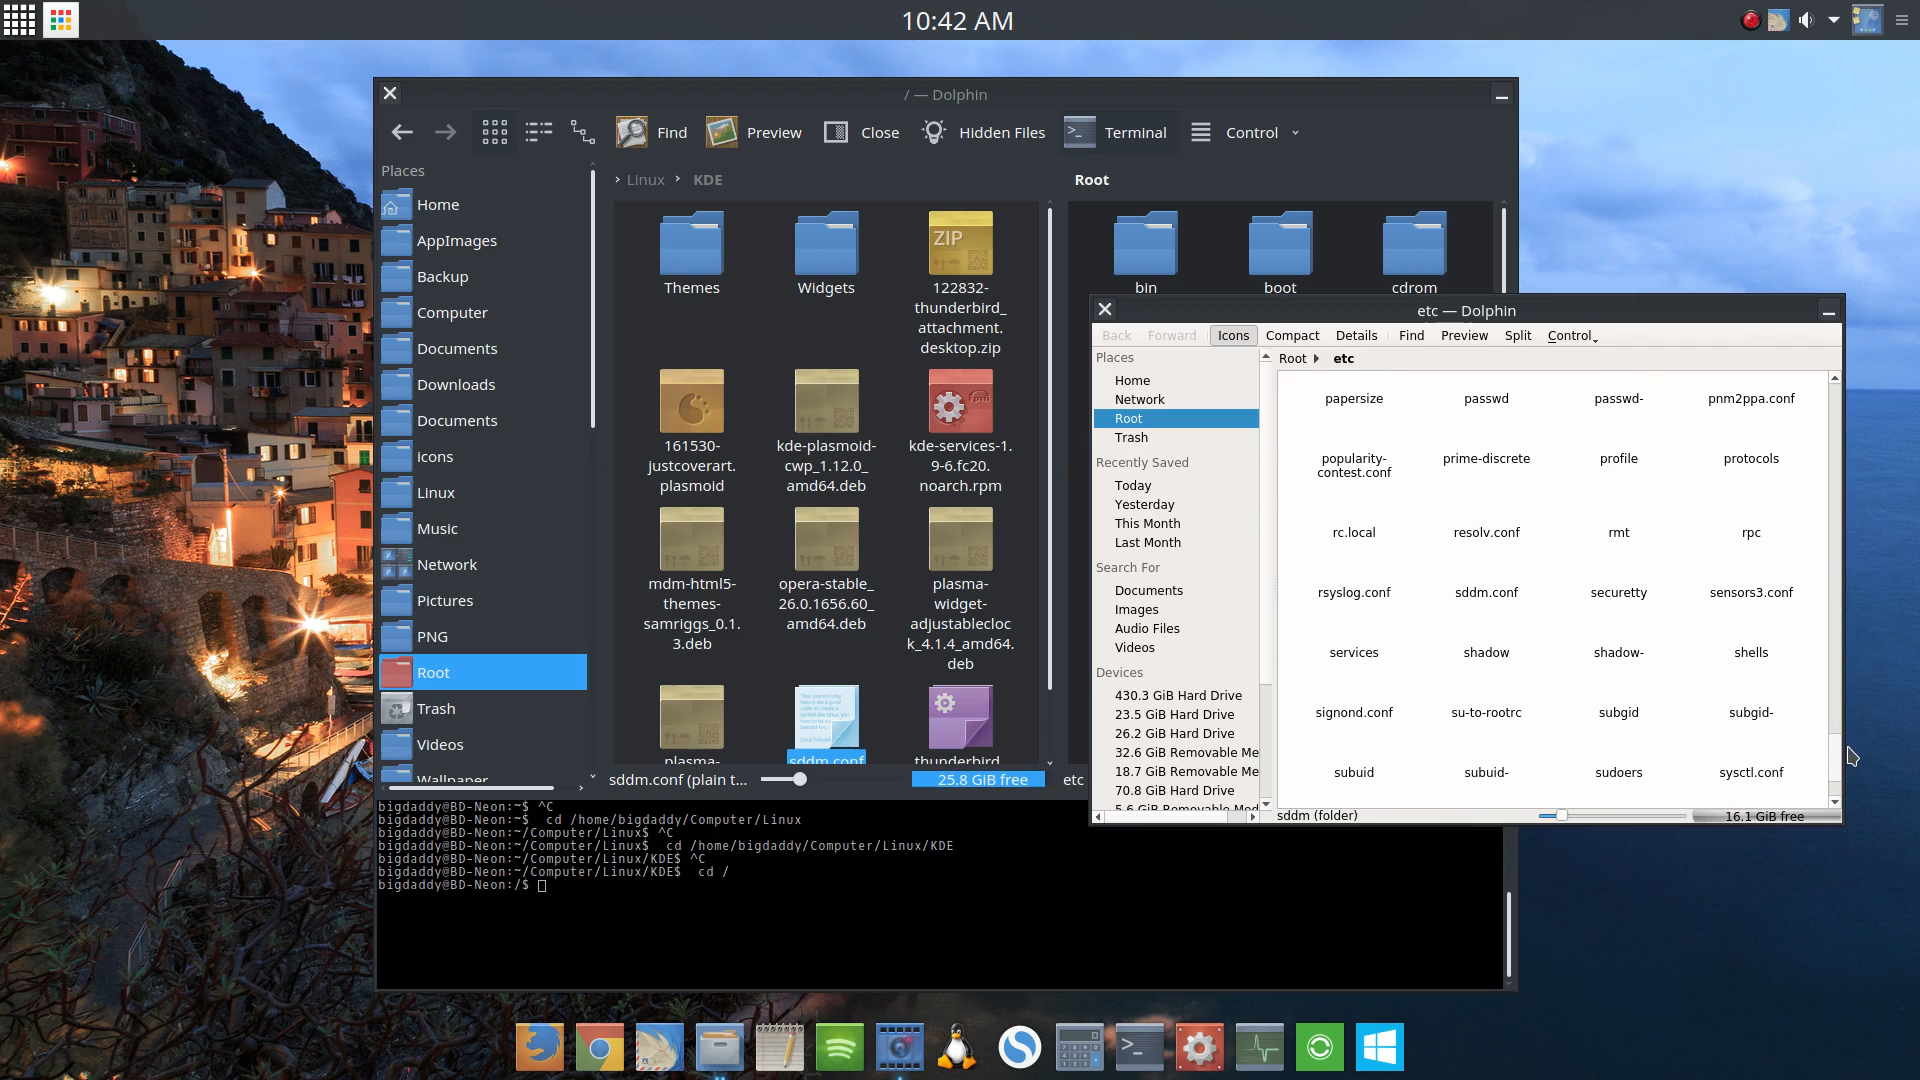 10:42 AM
/ — Dolphin
Find
Preview
Close
Hidden Files
Terminal
Control
Places
Home
AppImages
Backup
Computer
Documents
Downloads
Documents
icons
Linux
Music
Network
Pictures
PNG
Root
Trash
Videos
Wallpaper
Linux
KDE
Themes
Widgets
ZIP
122832-
thunderbird_
attachment.
desktop.zip
161530-
justcoverart.
plasmoid
kde-plasmoid-
cwp_1.12.0_
amd64.deb
rpm
kde-services-1.
9-6.fc20.
noarch.rpm
mdm-html5-
themes-
samriggs_0.1.
3.deb
opera-stable_
26.0.1656.60_
amd64.deb
plasma-
widget-
adjustablecloc
k_4.1.4_amd64.
deb
plasma-
sddm.conf
thunderbird
sddm.conf (plain t...
25.8 GiB free
Root
bin
boot
cdrom
etc
etc — Dolphin
Back
Forward
Icons
Compact
Details
Find
Preview
Split
Control
Places
Home
Network
Root
Trash
Recently Saved
Today
Yesterday
This Month
Last Month
Search For
Documents
Images
Audio Files
Videos
Devices
430.3 GiB Hard Drive
23.5 GiB Hard Drive
26.2 GiB Hard Drive
32.6 GiB Removable Me
18.7 GiB Removable Me
70.8 GiB Hard Drive
5.6 GiB Removable Med
Root
etc
papersize
passwd
passwd-
pnm2ppa.conf
popularity-
contest.conf
prime-discrete
profile
protocols
rc.local
resolv.conf
rmt
rpc
rsyslog.conf
sddm.conf
securetty
sensors3.conf
services
shadow
shadow-
shells
signond.conf
su-to-rootrc
subgid
subgid-
subuid
subuid-
sudoers
sysctl.conf
sddm (folder)
16.1 GiB free
bigdaddy@BD-Neon:~$ ^C
bigdaddy@BD-Neon:~$  cd /home/bigdaddy/Computer/Linux
bigdaddy@BD-Neon:~/Computer/Linux$ ^C
bigdaddy@BD-Neon:~/Computer/Linux$  cd /home/bigdaddy/Computer/Linux/KDE
bigdaddy@BD-Neon:~/Computer/Linux/KDE$ ^C
bigdaddy@BD-Neon:~/Computer/Linux/KDE$  cd /
bigdaddy@BD-Neon:/$